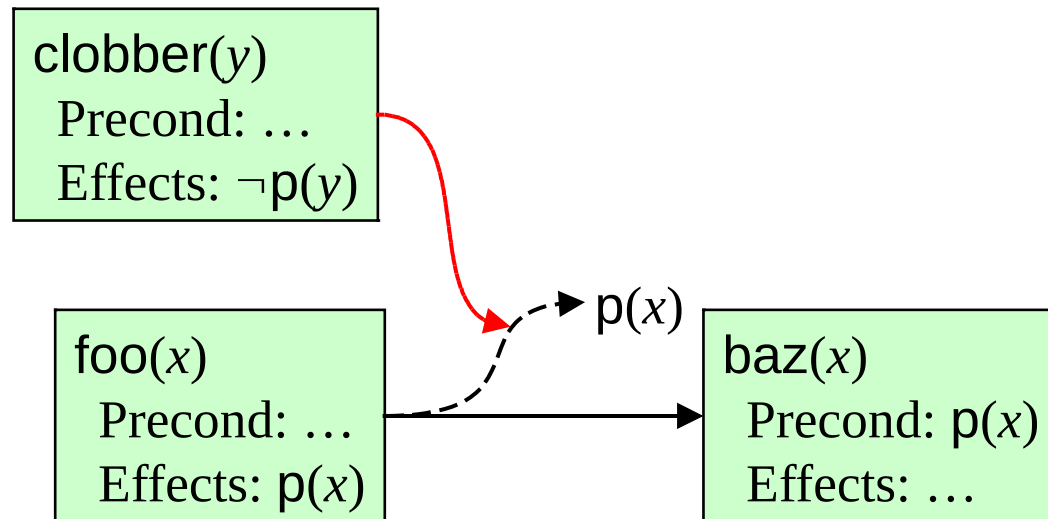 clobber(y)
Precond: …
Effects: ¬p(y)
p(x)
foo(x)
Precond: …
Effects: p(x)
baz(x)
Precond: p(x)
Effects: …